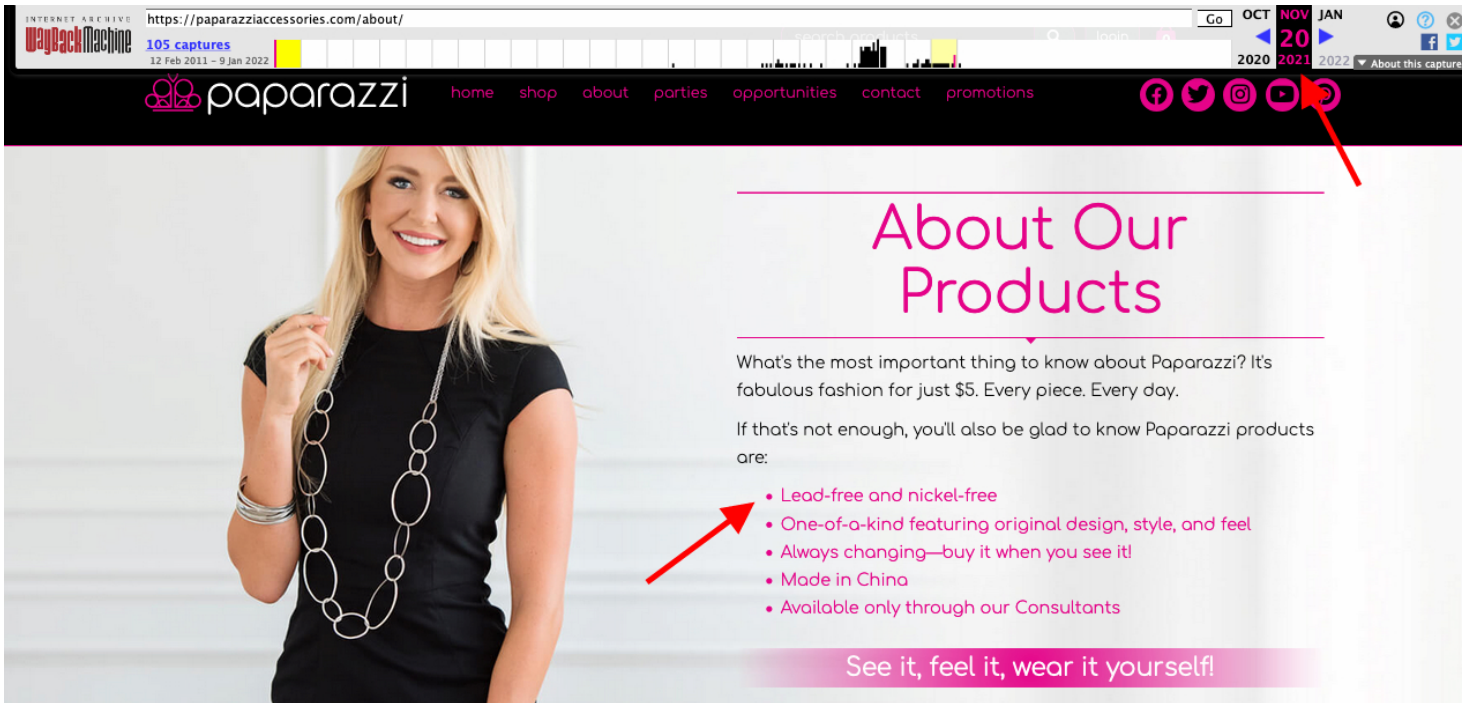 INTERNET ARCHIVE
WayBackMachine
https://paparazziaccessories.com/about/
Go
OCT NOV JAN
105 captures
20
12 Feb 2011 – 9 Jan 2022
2020 2021 2022
▼ About this capture
search products
login
0
paparazzi
home shop about parties opportunities contact promotions
About Our
Products
What's the most important thing to know about Paparazzi? It's
fabulous fashion for just $5. Every piece. Every day.
If that's not enough, you'll also be glad to know Paparazzi products
are:
• Lead-free and nickel-free
• One-of-a-kind featuring original design, style, and feel
• Always changing—buy it when you see it!
• Made in China
• Available only through our Consultants
See it, feel it, wear it yourself!